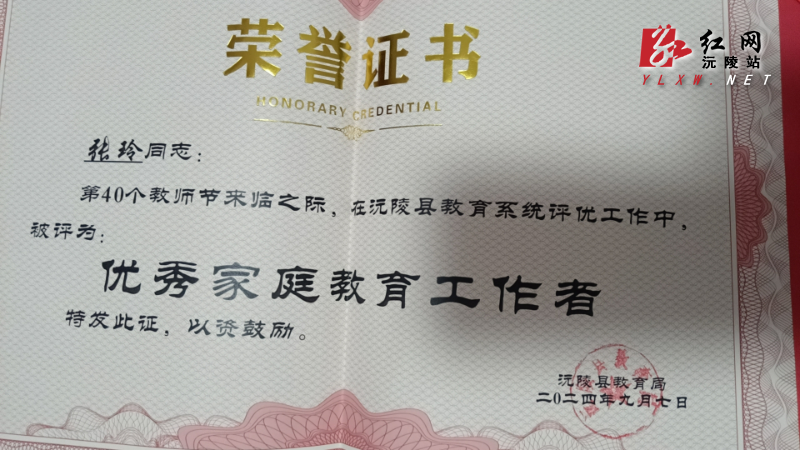 荣誉证书
HONORARY CREDENTIAL
红网
沅陵站
YLXW.NET
张玲同志：
第40个教师节来临之际，在沅陵县教育系统评优工作中，
被评为：
优秀家庭教育工作者
特发此证，以资鼓励。
沅陵县教育局
二0二四年九月七日